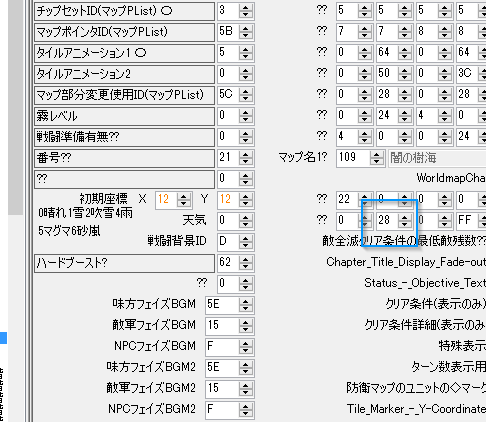 チップセットID(マップPList) 〇 3 ?? 5 5 5 5
マップポインタID(マップPList) 5B ?? 7 7 8 8
タイルアニメーション1 〇 5 ?? 0 64 0 64
タイルアニメーション2 0 ?? 0 50 0 3C
マップ部分変更使用ID(マップPList) 5C ?? 0 28 0 28
霧レベル 0 ?? 0 24 4 0
戦闘準備有無?? 0 ?? 4 0 0 24
番号?? 21 マップ名1? 109 闇の樹海
?? 0 WorldmapCha
初期座標 X 12 Y 12 ?? 22 0 0 0
0晴れ1雪2吹雪4雨 天気 0 ?? 0 28 0 FF
5マグマ6砂嵐
戦闘背景ID D 敵全滅クリア条件の最低敵残数??
ハードブースト? 62 Chapter_Title_Display_Fade-out
?? 0 Status_-_Objective_Text
味方フェイズBGM 5E クリア条件(表示のみ)
敵軍フェイズBGM 15 クリア条件詳細(表示のみ)
NPCフェイズBGM F 特殊表示
味方フェイズBGM2 5E ターン数表示用
敵軍フェイズBGM2 15 防衛マップのユニットの◇マーク
NPCフェイズBGM2 F Tile_Marker_-_Y-Coordinate